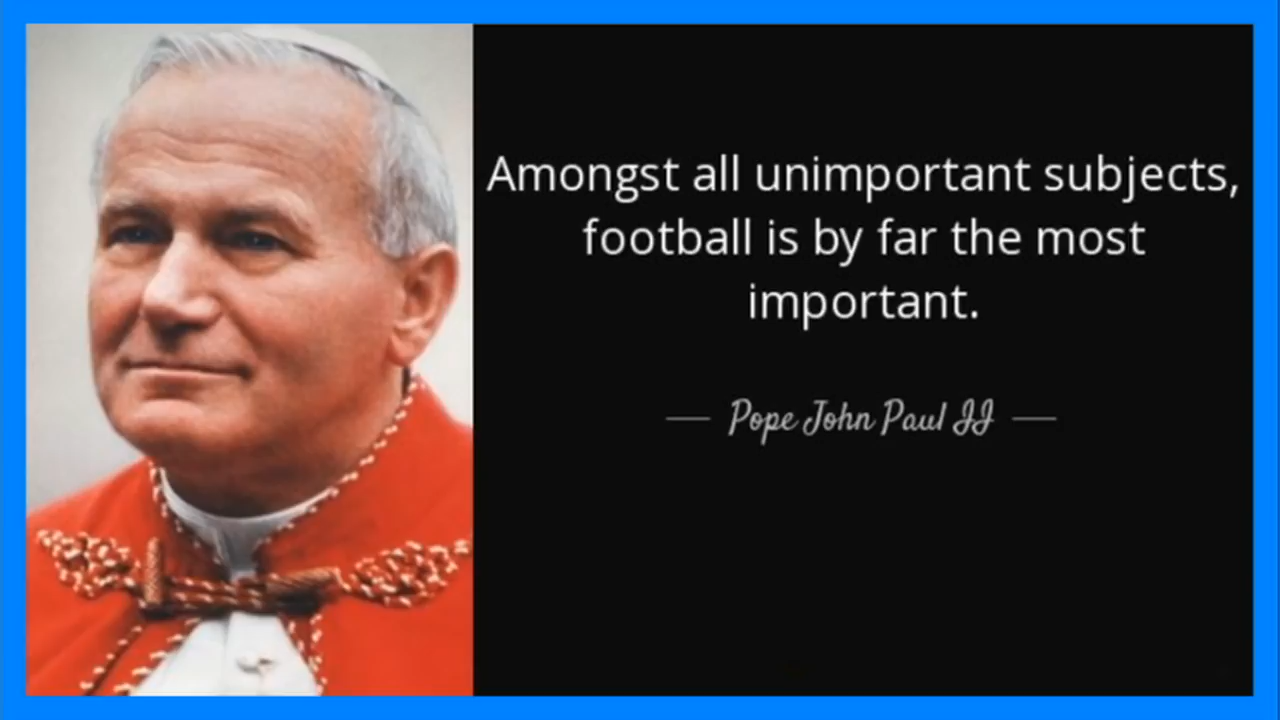 Amongst all unimportant subjects,
football is by far the most
important.
— Pope John Paul II —